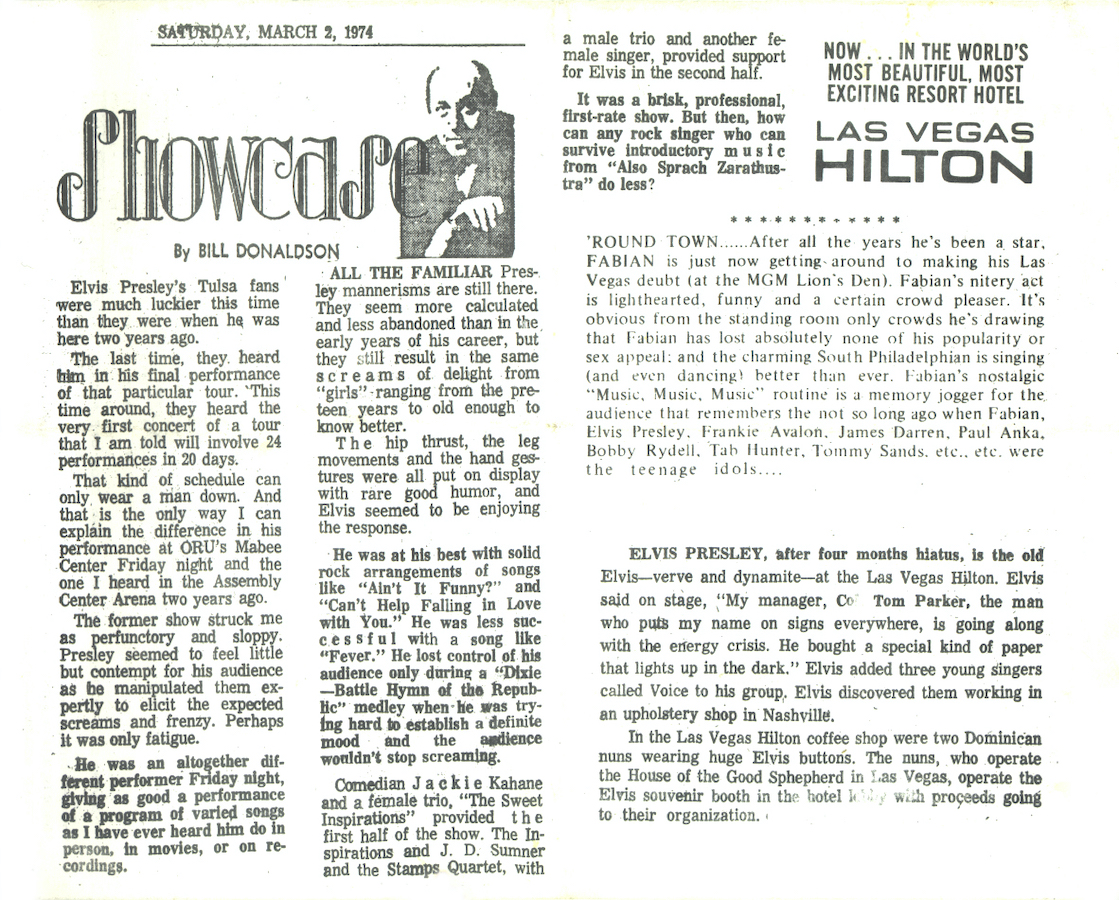 SATURDAY, MARCH 2, 1974
Showcase
By BILL DONALDSON
Elvis Presley's Tulsa fans
were much luckier this time
than they were when he was
here two years ago.
The last time, they heard
him in his final performance
of that particular tour. This
time around, they heard the
very first concert of a tour
that I am told will involve 24
performances in 20 days.
That kind of schedule can
only wear a man down. And
that is the only way I can
explain the difference in his
performance at ORU's Mabee
Center Friday night and the
one I heard in the Assembly
Center Arena two years ago.
The former show struck me
as perfunctory and sloppy.
Presley seemed to feel little
but contempt for his audience
as he manipulated them ex-
pertly to elicit the expected
screams and frenzy. Perhaps
it was only fatigue.
He was an altogether dif-
ferent performer Friday night,
giving as good a performance
of a program of varied songs
as I have ever heard him do in
person, in movies, or on re-
cordings.
ALL THE FAMILIAR Pres-
ley mannerisms are still there.
They seem more calculated
and less abandoned than in the
early years of his career, but
they still result in the same
screams of delight from
"girls" ranging from the pre-
teen years to old enough to
know better.
The hip thrust, the leg
movements and the hand ges-
tures were all put on display
with rare good humor, and
Elvis seemed to be enjoying
the response.
He was at his best with solid
rock arrangements of songs
like "Ain't It Funny?" and
"Can't Help Falling in Love
with You." He was less suc-
cessful with a song like
"Fever." He lost control of his
audience only during a "Dixie
—Battle Hymn of the Repub-
lic" medley when he was try-
ing hard to establish a definite
mood and the audience
wouldn't stop screaming.
Comedian Jackie Kahane
and a female trio, "The Sweet
Inspirations" provided the
first half of the show. The In-
spirations and J. D. Sumner
and the Stamps Quartet, with
a male trio and another fe-
male singer, provided support
for Elvis in the second half.
It was a brisk, professional,
first-rate show. But then, how
can any rock singer who can
survive introductory music
from "Also Sprach Zarathus-
tra" do less?
NOW . . . IN THE WORLD'S
MOST BEAUTIFUL, MOST
EXCITING RESORT HOTEL
LAS VEGAS
HILTON
* * * * * * * * * * * *
'ROUND TOWN......After all the years he's been a star,
FABIAN is just now getting around to making his Las
Vegas deubt (at the MGM Lion's Den). Fabian's nitery act
is lighthearted, funny and a certain crowd pleaser. It's
obvious from the standing room only crowds he's drawing
that Fabian has lost absolutely none of his popularity or
sex appeal; and the charming South Philadelphian is singing
(and even dancing) better than ever. Fabian's nostalgic
"Music, Music, Music" routine is a memory jogger for the
audience that remembers the not so long ago when Fabian,
Elvis Presley, Frankie Avalon, James Darren, Paul Anka,
Bobby Rydell, Tab Hunter, Tommy Sands, etc., etc. were
the teenage idols....
ELVIS PRESLEY, after four months hiatus, is the old
Elvis—verve and dynamite—at the Las Vegas Hilton. Elvis
said on stage, "My manager, Co Tom Parker, the man
who puts my name on signs everywhere, is going along
with the energy crisis. He bought a special kind of paper
that lights up in the dark." Elvis added three young singers
called Voice to his group. Elvis discovered them working in
an upholstery shop in Nashville.
In the Las Vegas Hilton coffee shop were two Dominican
nuns wearing huge Elvis buttons. The nuns, who operate
the House of the Good Sphepherd in Las Vegas, operate the
Elvis souvenir booth in the hotel with proceeds going
to their organization.